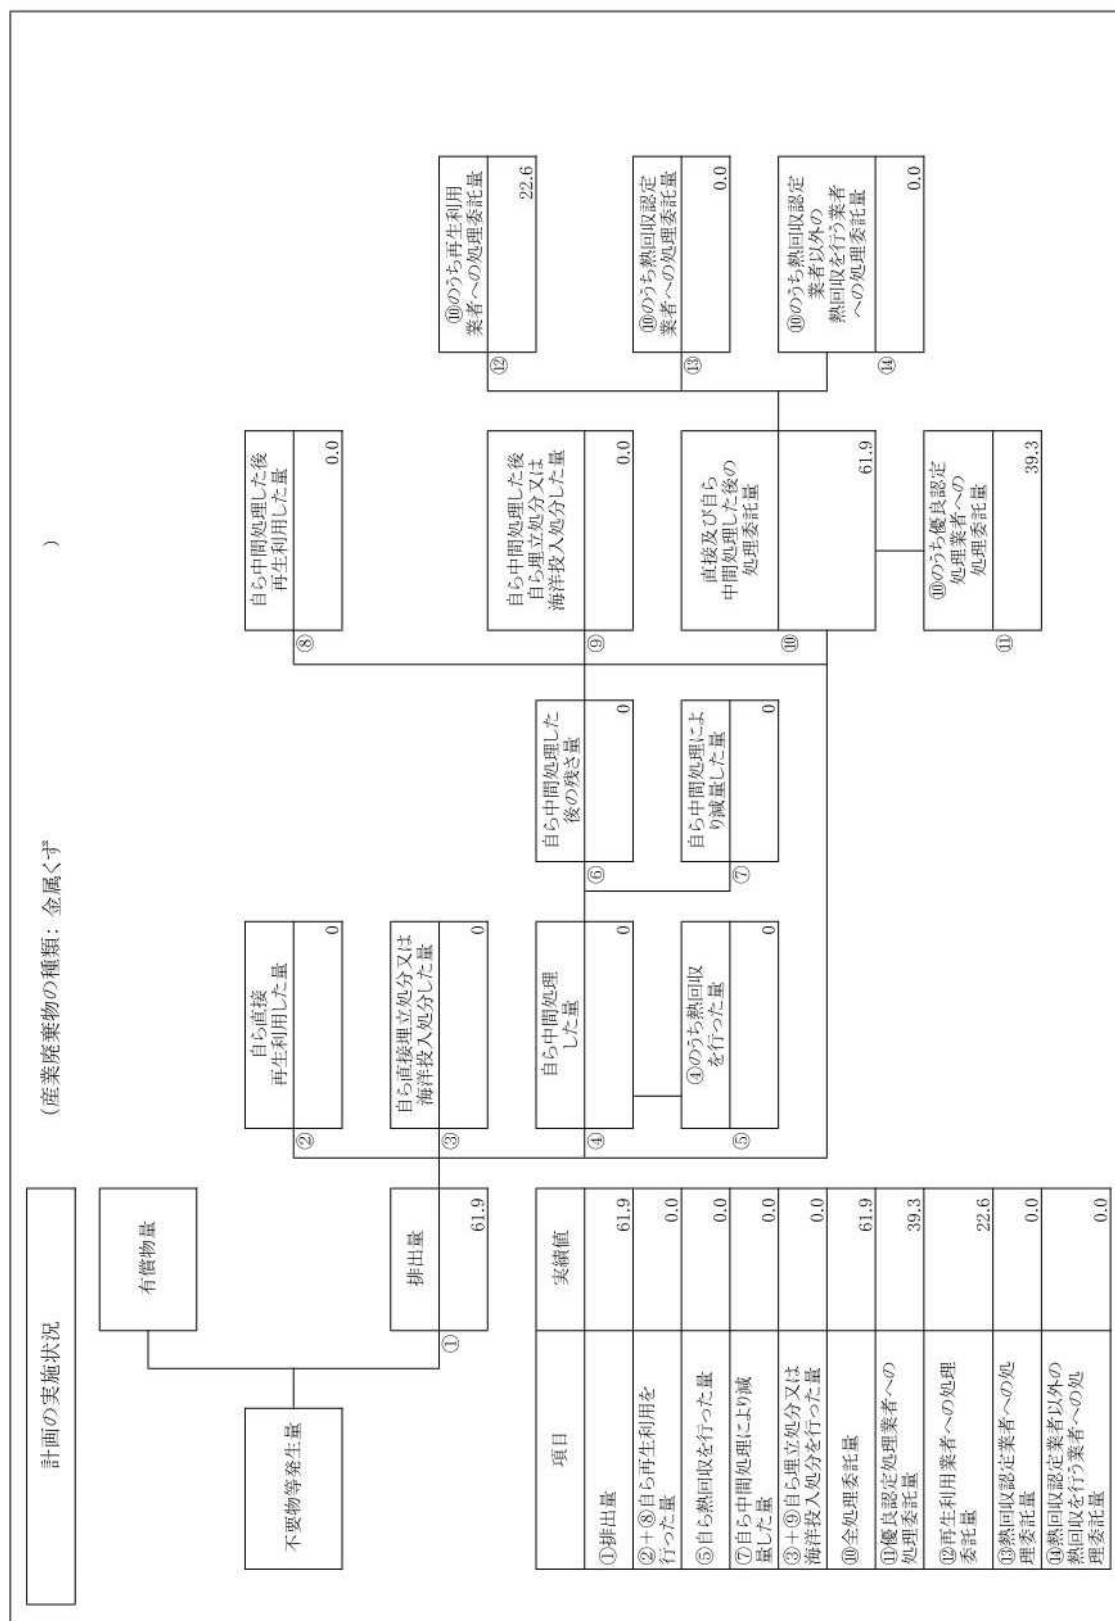 計画の実施状況
(産業廃棄物の種類: 金属くず
)
不要物等発生量
有償物量
①
排出量
61.9
②
自ら直接
再生利用した量
0
③
自ら直接埋立処分又は
海洋投入処分した量
0
④
自ら中間処理
した量
0
⑤
④のうち熱回収
を行った量
0
⑥
自ら中間処理した
後の残さ量
0
⑦
自ら中間処理によ
り減量した量
0
⑧
自ら中間処理した後
再生利用した量
0.0
⑨
自ら中間処理した後
自ら埋立処分又は
海洋投入処分した量
0.0
⑩
直接及び自ら
中間処理した後の
処理委託量
61.9
⑪
⑩のうち優良認定
処理業者への
処理委託量
39.3
⑫
⑩のうち再生利用
業者への処理委託量
22.6
⑬
⑩のうち熱回収認定
業者への処理委託量
0.0
⑭
⑩のうち熱回収認定
業者以外の
熱回収を行う業者
への処理委託量
0.0
項目
実績値
①排出量
61.9
②+⑧自ら再生利用を
行った量
0.0
⑤自ら熱回収を行った量
0.0
⑦自ら中間処理により減
量した量
0.0
③+⑨自ら埋立処分又は
海洋投入処分を行った量
0.0
⑩全処理委託量
61.9
⑪優良認定処理業者への
処理委託量
39.3
⑫再生利用業者への処理
委託量
22.6
⑬熱回収認定業者への処
理委託量
0.0
⑭熱回収認定業者以外の
熱回収を行う業者への処
理委託量
0.0